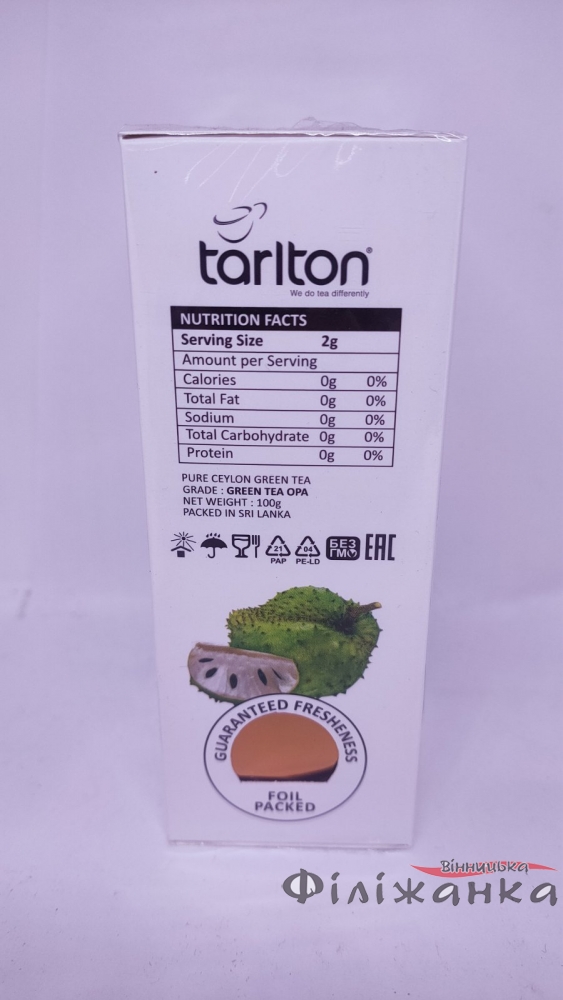 tarlton®
We do tea differently
NUTRITION FACTS
Serving Size 2g
Amount per Serving
Calories 0g 0%
Total Fat 0g 0%
Sodium 0g 0%
Total Carbohydrate 0g 0%
Protein 0g 0%
PURE CEYLON GREEN TEA
GRADE : GREEN TEA OPA
NET WEIGHT : 100g
PACKED IN SRI LANKA
21
PAP
04
PE-LD
БЕЗ
ГМО
EAC
GUARANTEED FRESHENESS
FOIL
PACKED
Вінницька
Філіжанка